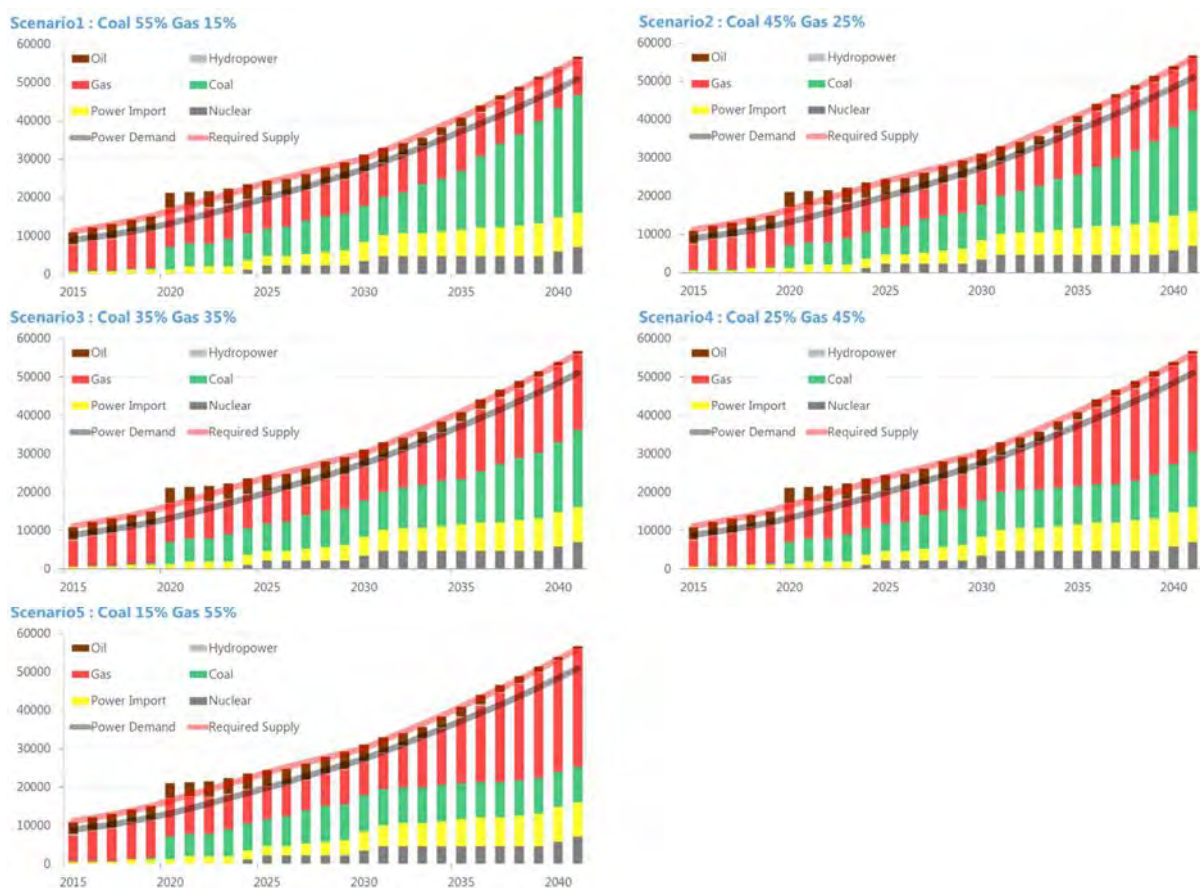 Scenario1 : Coal 55% Gas 15%
60000
50000
40000
30000
20000
10000
0
Oil Hydropower
Gas Coal
Power Import Nuclear
Power Demand Required Supply
2015 2020 2025 2030 2035 2040
Scenario2 : Coal 45% Gas 25%
60000
50000
40000
30000
20000
10000
0
Oil Hydropower
Gas Coal
Power Import Nuclear
Power Demand Required Supply
2015 2020 2025 2030 2035 2040
Scenario3 : Coal 35% Gas 35%
60000
50000
40000
30000
20000
10000
0
Oil Hydropower
Gas Coal
Power Import Nuclear
Power Demand Required Supply
2015 2020 2025 2030 2035 2040
Scenario4 : Coal 25% Gas 45%
60000
50000
40000
30000
20000
10000
0
Oil Hydropower
Gas Coal
Power Import Nuclear
Power Demand Required Supply
2015 2020 2025 2030 2035 2040
Scenario5 : Coal 15% Gas 55%
60000
50000
40000
30000
20000
10000
0
Oil Hydropower
Gas Coal
Power Import Nuclear
Power Demand Required Supply
2015 2020 2025 2030 2035 2040